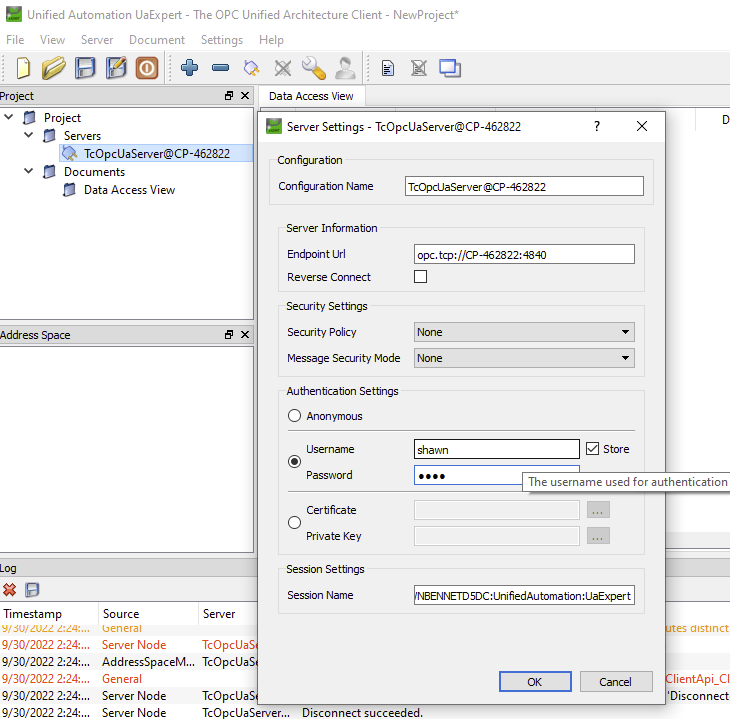 Unified Automation UaExpert - The OPC Unified Architecture Client - NewProject*
File View Server Document Settings Help
Project
Data Access View
Project
Servers
TcOpcUaServer@CP-462822
Documents
Data Access View
Address Space
D
Server Settings - TcOpcUaServer@CP-462822
?
Configuration
Configuration Name TcOpcUaServer@CP-462822
Server Information
Endpoint Url opc.tcp://CP-462822:4840
Reverse Connect
Security Settings
Security Policy None
Message Security Mode None
Authentication Settings
Anonymous
Username shawn Store
Password ••••
The username used for authentication
Certificate ...
Private Key ...
Session Settings
Session Name /NBENNETD5DC:UnifiedAutomation:UaExpert
OK Cancel
Log
Timestamp Source Server
9/30/2022 2:24:... General utes distinct
9/30/2022 2:24:... Server Node TcOpcUaSe
9/30/2022 2:24:... AddressSpaceM... TcOpcUaSe
9/30/2022 2:24:... General ClientApi_Cl
9/30/2022 2:24:... Server Node TcOpcUaSe 'Disconnect
9/30/2022 2:24:... Server Node TcOpcUaServer... Disconnect succeeded.